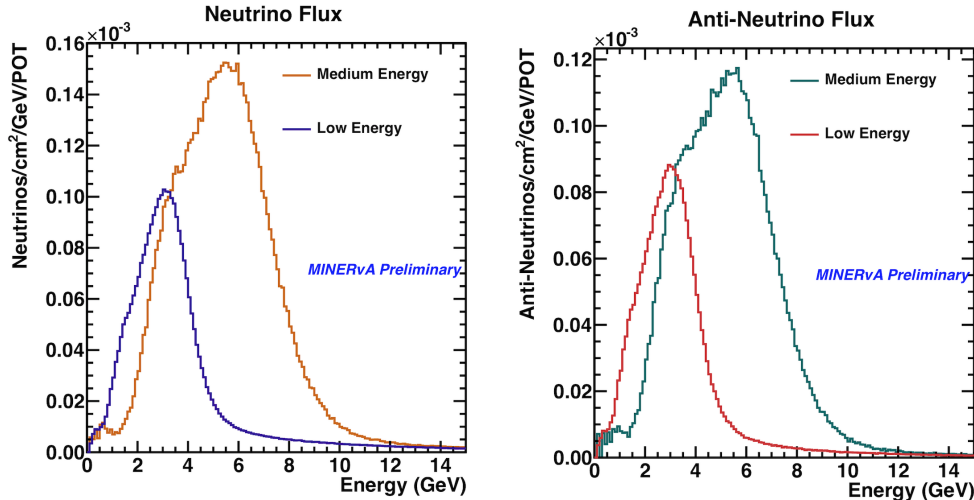 Neutrino Flux
×10⁻³
0.16
0.14
0.12
0.10
0.08
0.06
0.04
0.02
0.00
0 2 4 6 8 10 12 14
Neutrinos/cm²/GeV/POT
Energy (GeV)
Medium Energy
Low Energy
MINERvA Preliminary
Anti-Neutrino Flux
×10⁻³
0.12
0.10
0.08
0.06
0.04
0.02
0.00
0 2 4 6 8 10 12 14
Anti-Neutrinos/cm²/GeV/POT
Energy (GeV)
Medium Energy
Low Energy
MINERvA Preliminary